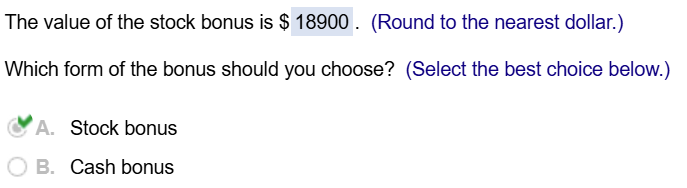 The value of the stock bonus is $ 18900 . (Round to the nearest dollar.)
Which form of the bonus should you choose? (Select the best choice below.)
A. Stock bonus
B. Cash bonus